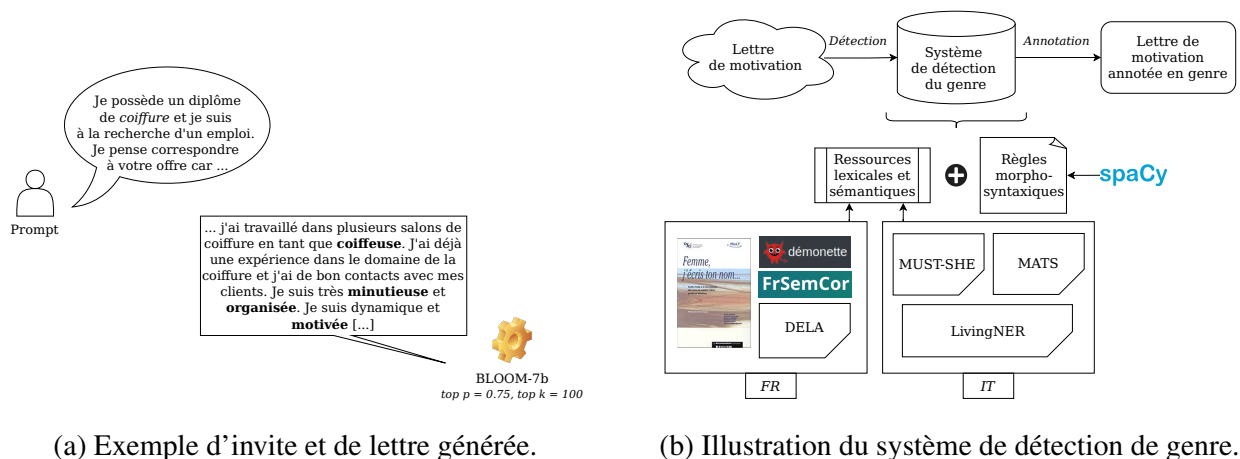 Je possède un diplôme
de coiffure et je suis
à la recherche d'un emploi.
Je pense correspondre
à votre offre car ...
Prompt
... j'ai travaillé dans plusieurs salons de
coiffure en tant que coiffeuse. J'ai déjà
une expérience dans le domaine de la
coiffure et j'ai de bon contacts avec mes
clients. Je suis très minutieuse et
organisée. Je suis dynamique et
motivée [...]
BLOOM-7b
top p = 0.75, top k = 100
(a) Exemple d'invite et de lettre générée.
Lettre
de motivation
Détection
Système
de détection
du genre
Annotation
Lettre de
motivation
annotée en genre
Ressources
lexicales et
sémantiques
Règles
morpho-
syntaxiques
spaCy
Femme,
j'écris ton nom...
démonette
FrSemCor
DELA
FR
MUST-SHE
MATS
LivingNER
IT
(b) Illustration du système de détection de genre.